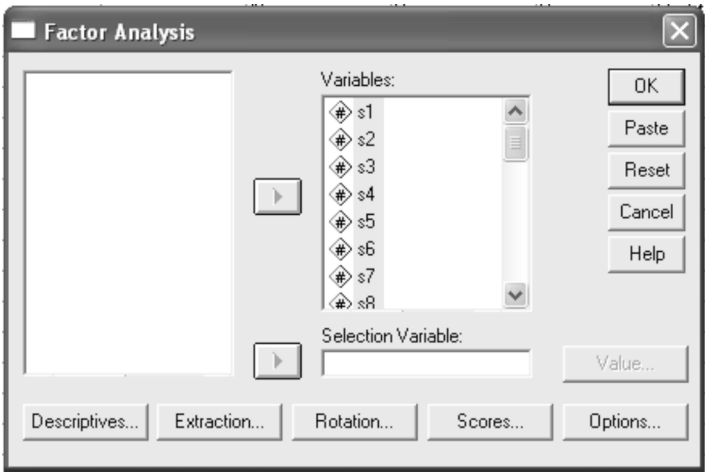 Factor Analysis
Variables:
# s1
# s2
# s3
# s4
# s5
# s6
# s7
# s8
OK
Paste
Reset
Cancel
Help
Selection Variable:
Value...
Descriptives...
Extraction...
Rotation...
Scores...
Options...